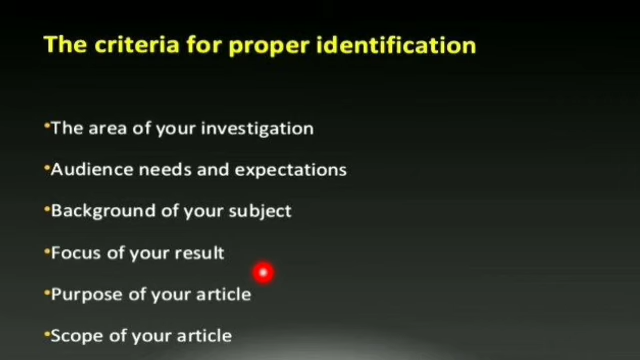 The criteria for proper identification
•The area of your investigation
•Audience needs and expectations
•Background of your subject
•Focus of your result
•Purpose of your article
•Scope of your article